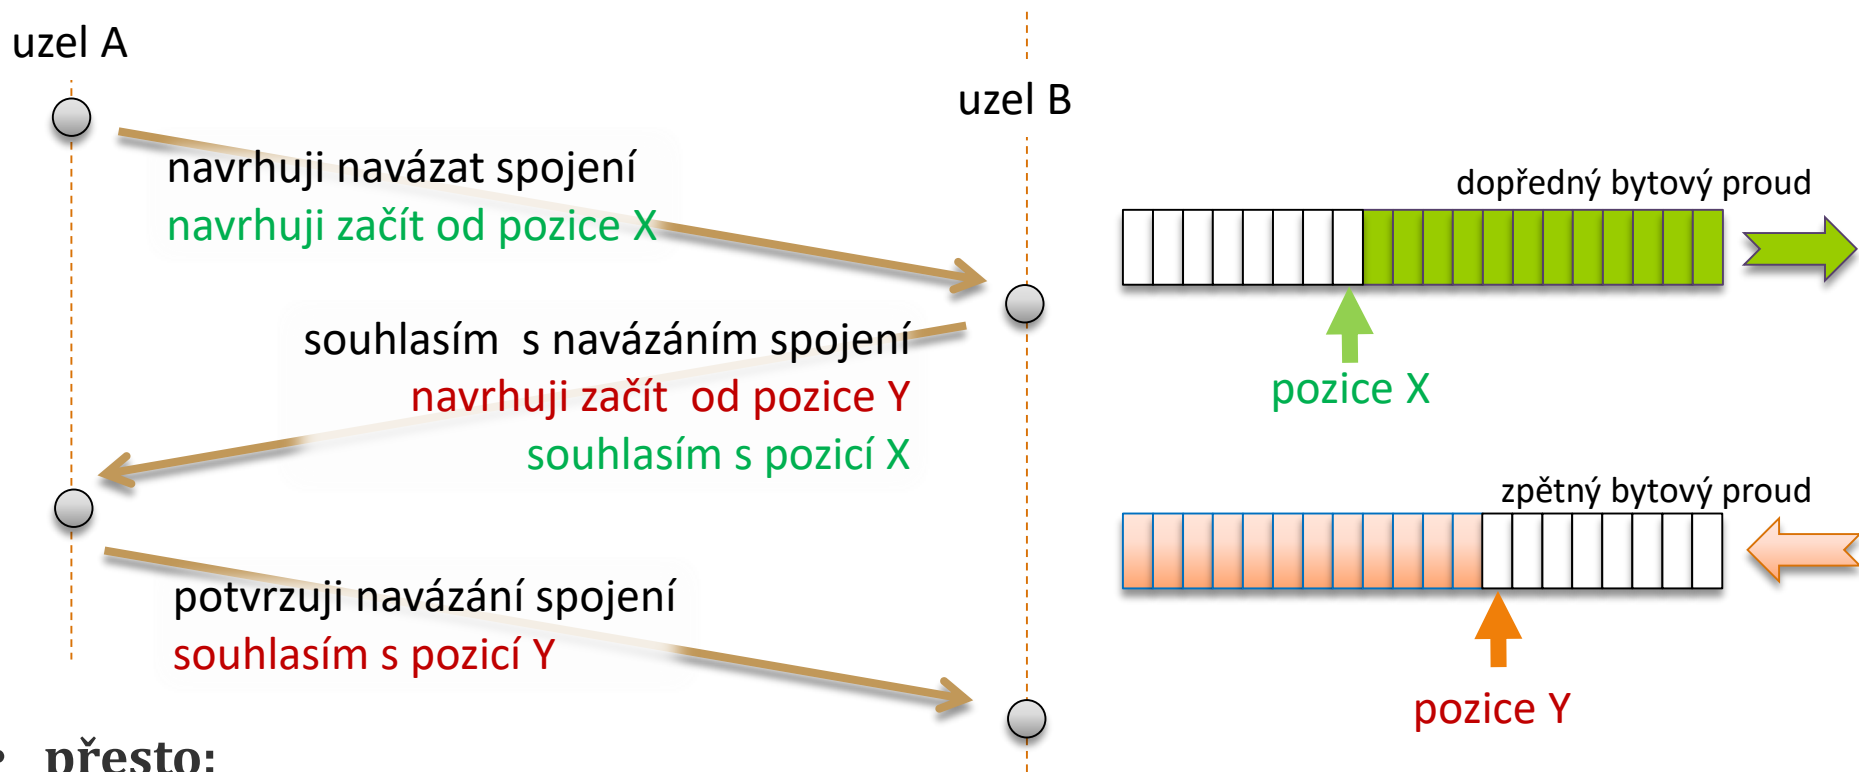 uzel A
uzel B
navrhuji navázat spojení
navrhuji začít od pozice X
souhlasím s navázáním spojení
navrhuji začít od pozice Y
souhlasím s pozicí X
potvrzuji navázání spojení
souhlasím s pozicí Y
dopředný bytový proud
pozice X
zpětný bytový proud
pozice Y
• přesto: